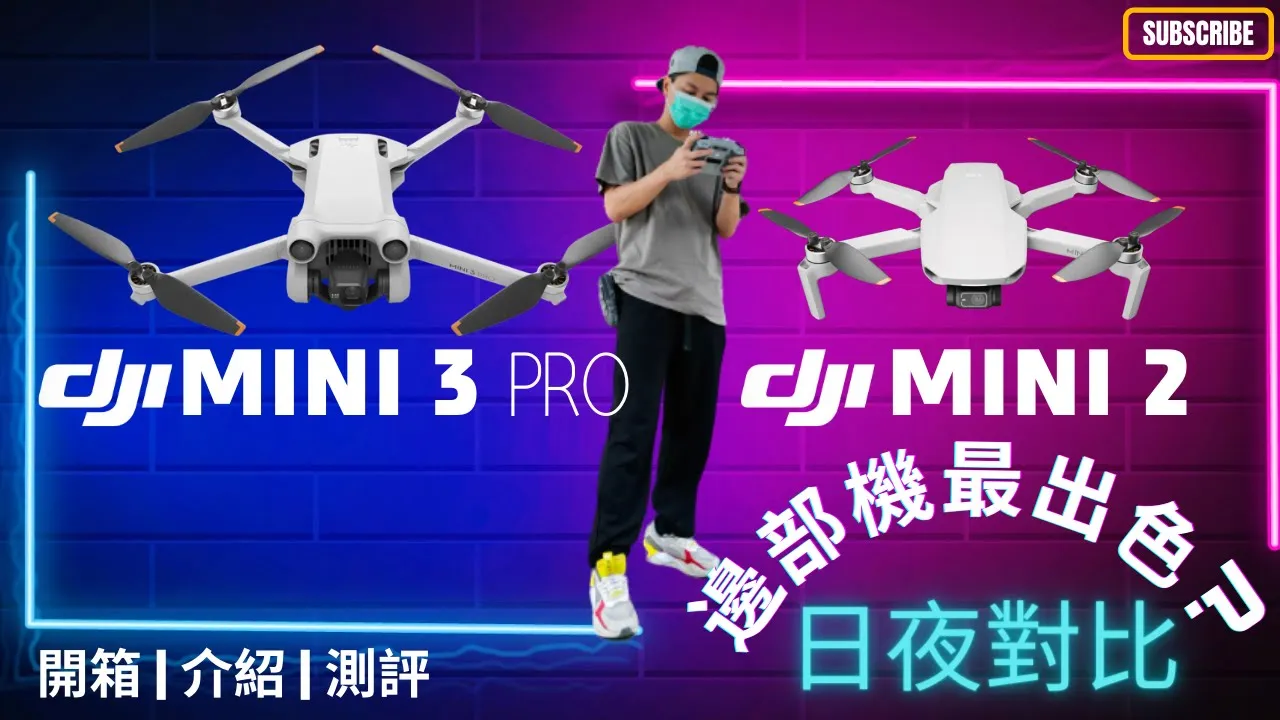 SUBSCRIBE
dji MINI 3 PRO
dji MINI 2
邊部機最出色?
日夜對比
開箱 | 介紹 | 測評